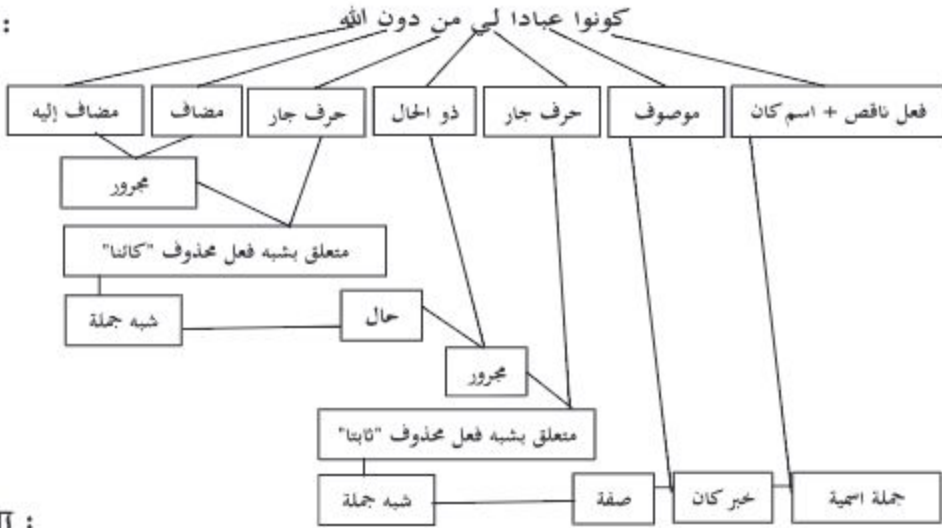 كونوا عبادا لي من دون الله :
فعل ناقص + اسم كان
موصوف
حرف جار
ذو الحال
حرف جار
مضاف
مضاف إليه
مجرور
متعلق بشبه فعل محذوف "كائنا"
شبه جملة
حال
مجرور
متعلق بشبه فعل محذوف "ثابتا"
جملة اسمية
خبر كان
صفة
شبه جملة